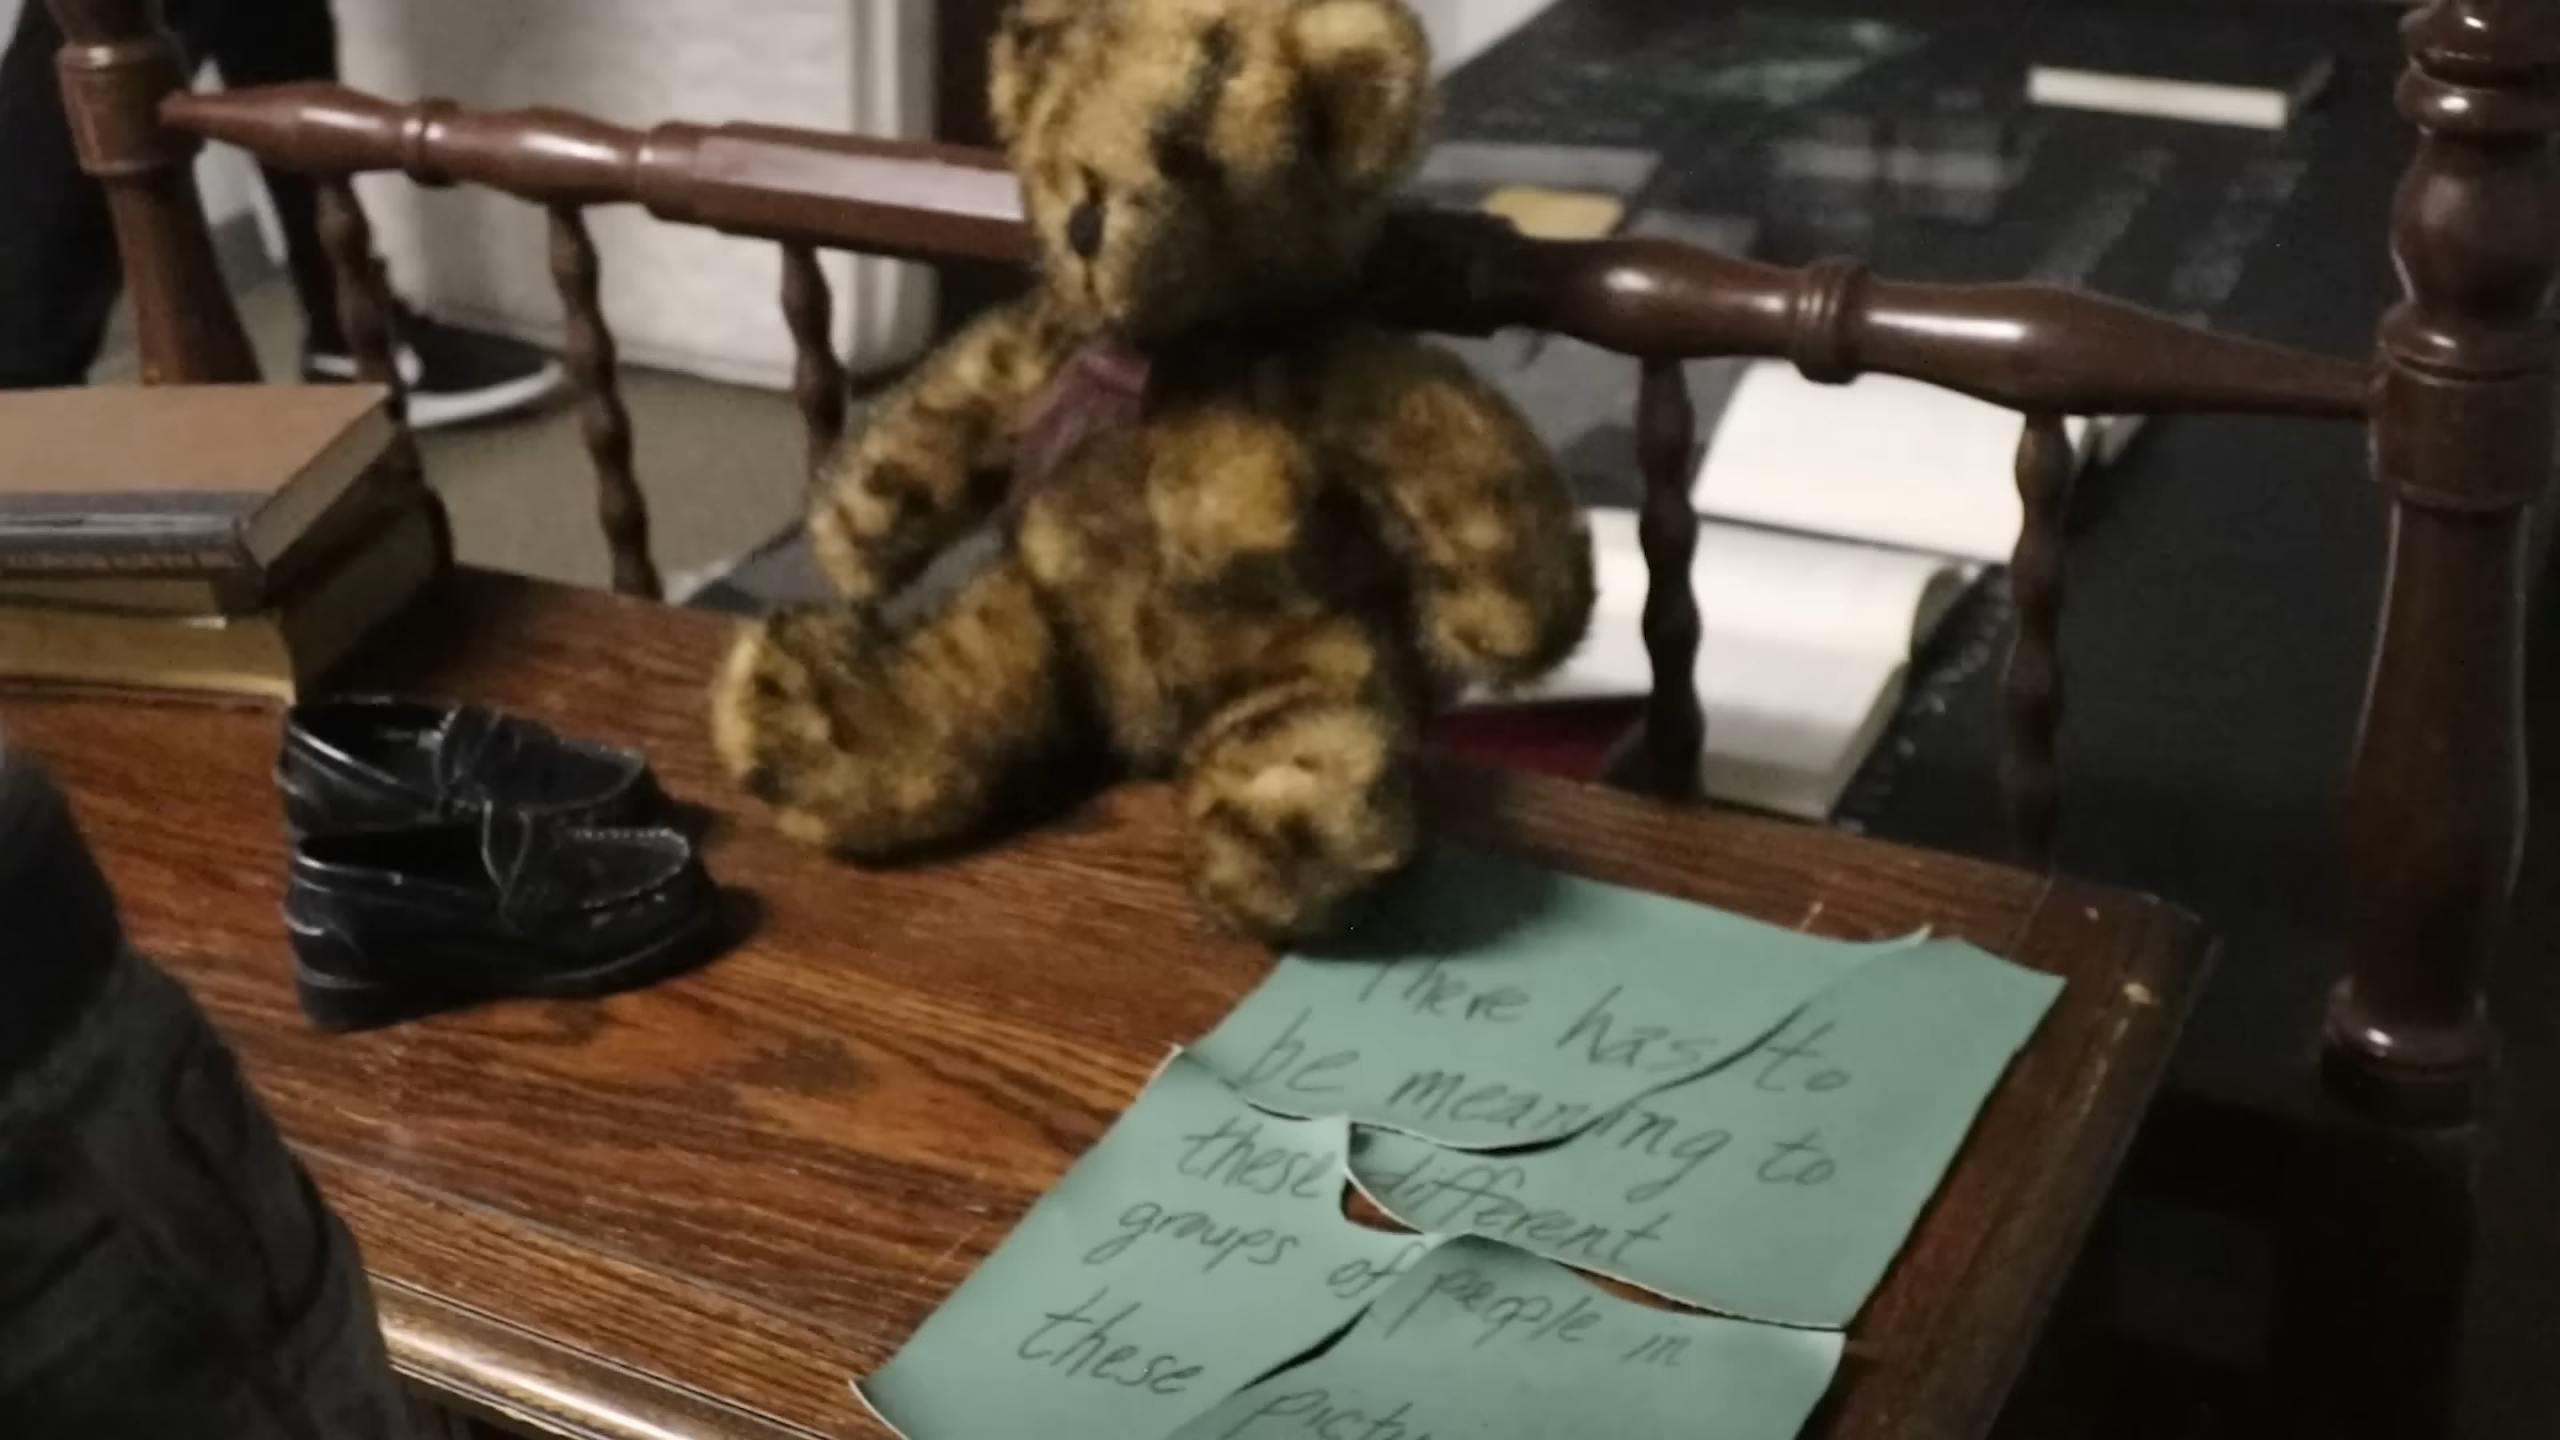 There has to
be meaning to
these different
groups of people in
these